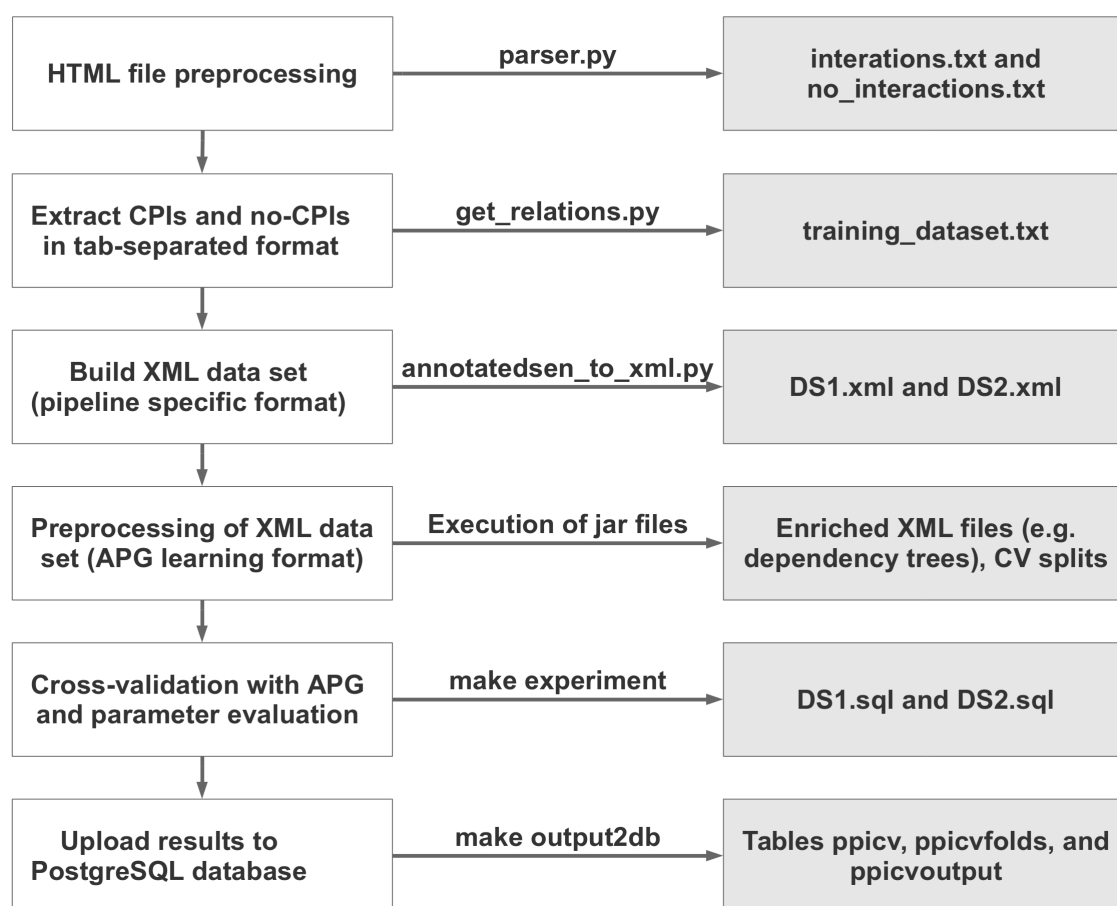 HTML file preprocessing
parser.py
interations.txt and
no_interactions.txt
Extract CPIs and no-CPIs
in tab-separated format
get_relations.py
training_dataset.txt
Build XML data set
(pipeline specific format)
annotatedsen_to_xml.py
DS1.xml and DS2.xml
Preprocessing of XML data
set (APG learning format)
Execution of jar files
Enriched XML files (e.g.
dependency trees), CV splits
Cross-validation with APG
and parameter evaluation
make experiment
DS1.sql and DS2.sql
Upload results to
PostgreSQL database
make output2db
Tables ppicv, ppicvfolds, and
ppicvoutput